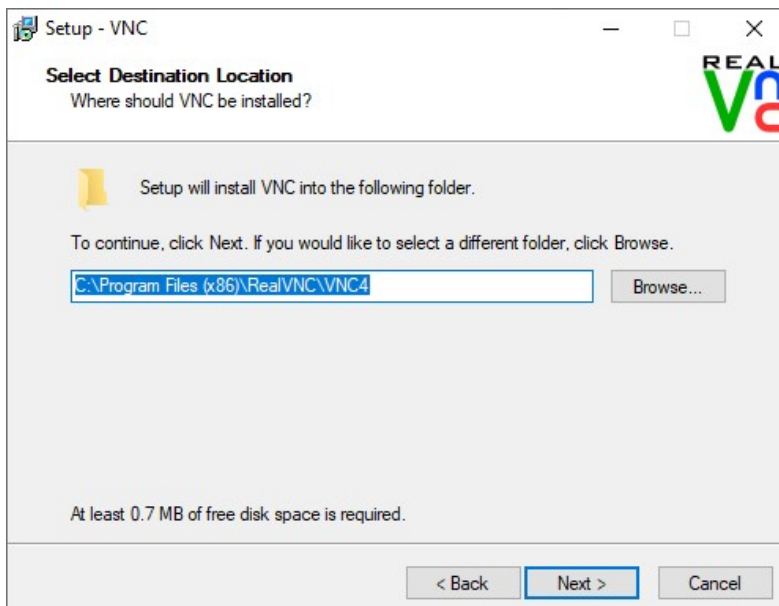 Setup - VNC
Select Destination Location
Where should VNC be installed?
REAL
Vnc
Setup will install VNC into the following folder.
To continue, click Next. If you would like to select a different folder, click Browse.
C:\Program Files (x86)\RealVNC\VNC4
Browse...
At least 0.7 MB of free disk space is required.
< Back
Next >
Cancel